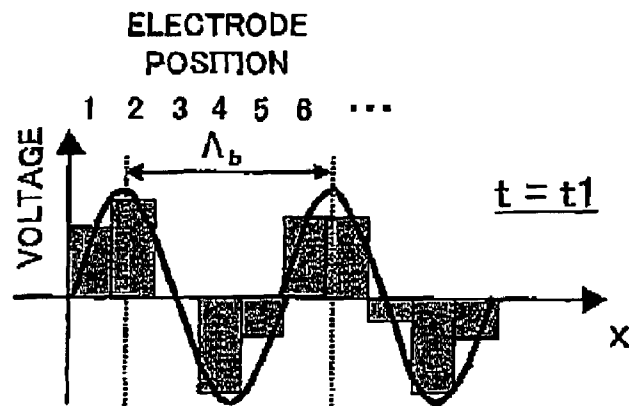 ELECTRODE
POSITION
1 2 3 4 5 6 ...
Λb
VOLTAGE
t = t1
X